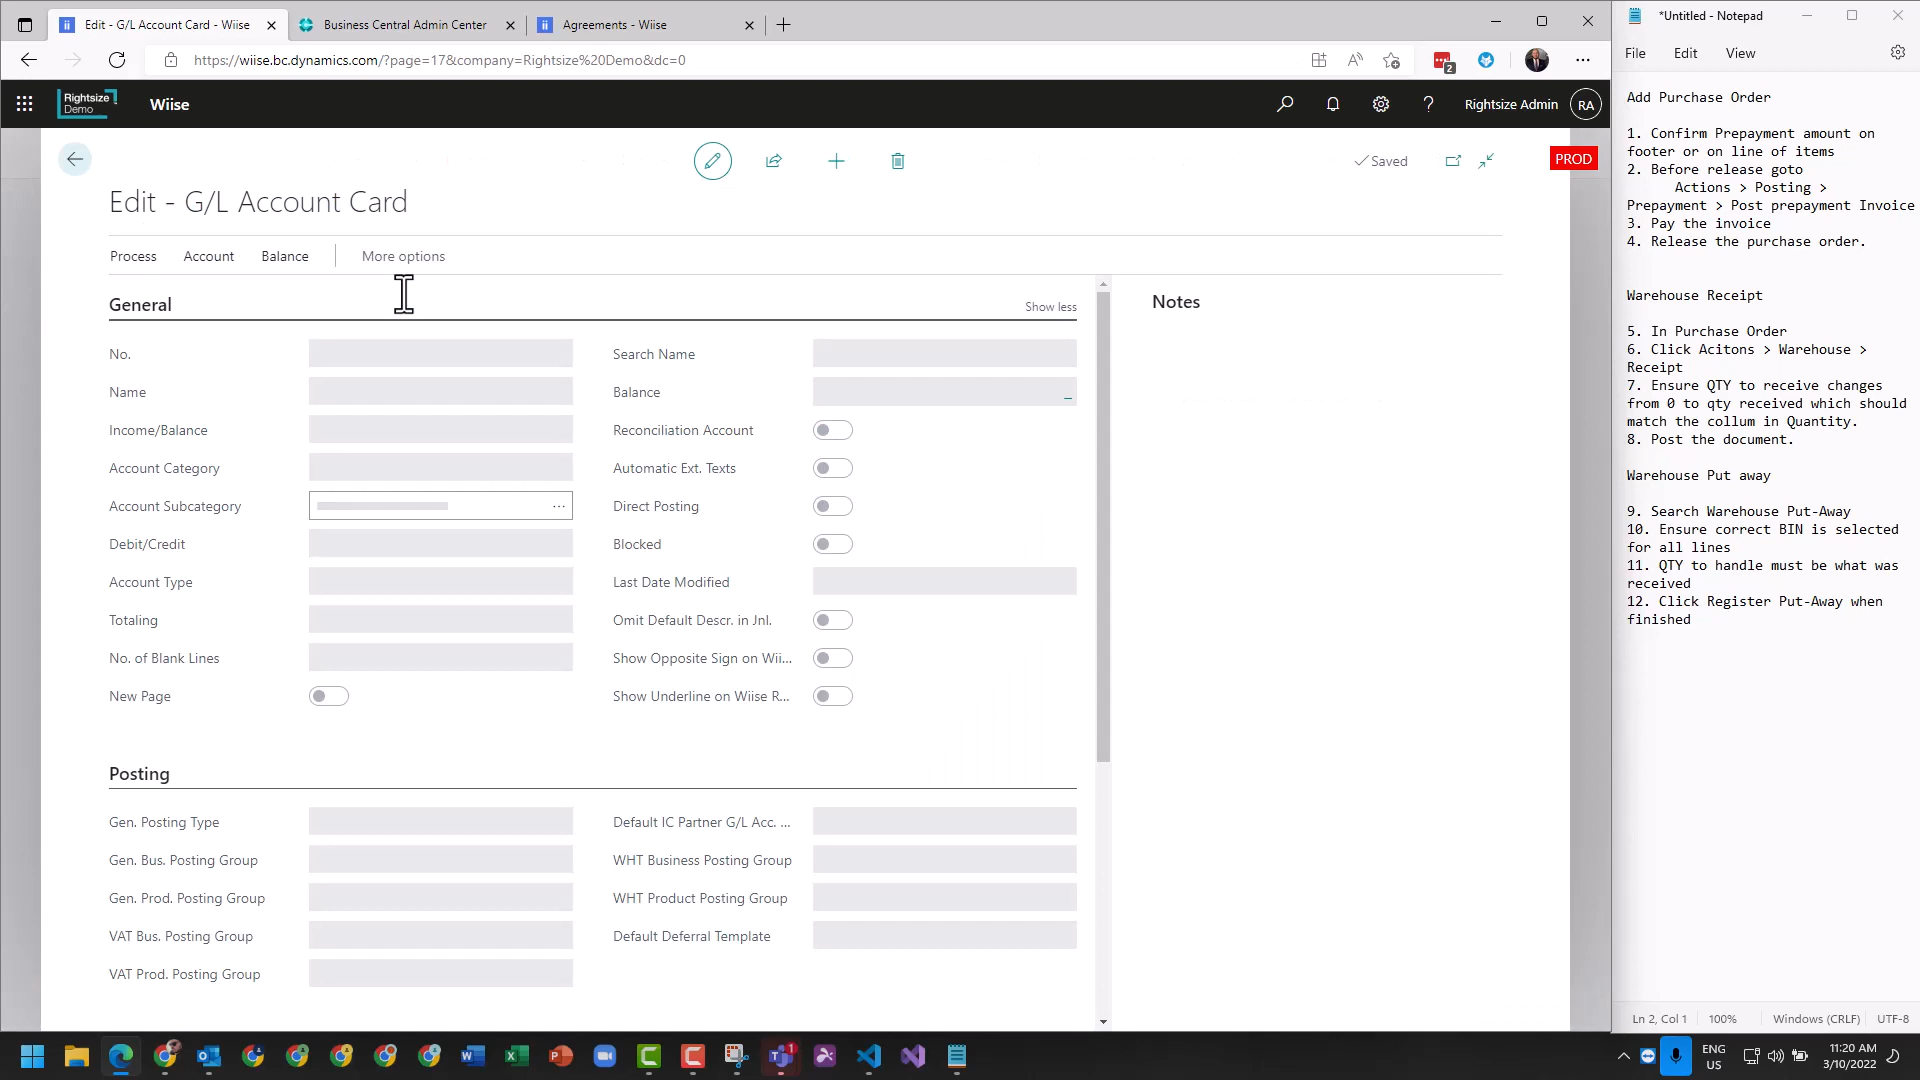 Edit - G/L Account Card - Wiise
Business Central Admin Center
Agreements - Wiise
https://wiise.bc.dynamics.com/?page=17&company=Rightsize%20Demo&dc=0
2
Rightsize
Demo
Wiise
Rightsize Admin
RA
Saved
PROD
Edit - G/L Account Card
Process
Account
Balance
More options
General
Show less
Notes
No.
Search Name
Name
Balance
Income/Balance
Reconciliation Account
Account Category
Automatic Ext. Texts
Account Subcategory
Direct Posting
Debit/Credit
Blocked
Account Type
Last Date Modified
Totaling
Omit Default Descr. in Jnl.
No. of Blank Lines
Show Opposite Sign on Wii...
New Page
Show Underline on Wiise R...
Posting
Gen. Posting Type
Default IC Partner G/L Acc. ...
Gen. Bus. Posting Group
WHT Business Posting Group
Gen. Prod. Posting Group
WHT Product Posting Group
VAT Bus. Posting Group
Default Deferral Template
VAT Prod. Posting Group
*Untitled - Notepad
File
Edit
View
Add Purchase Order
1. Confirm Prepayment amount on
footer or on line of items
2. Before release goto
Actions > Posting >
Prepayment > Post prepayment Invoice
3. Pay the invoice
4. Release the purchase order.
Warehouse Receipt
5. In Purchase Order
6. Click Acitons > Warehouse >
Receipt
7. Ensure QTY to receive changes
from 0 to qty received which should
match the collum in Quantity.
8. Post the document.
Warehouse Put away
9. Search Warehouse Put-Away
10. Ensure correct BIN is selected
for all lines
11. QTY to handle must be what was
received
12. Click Register Put-Away when
finished
Ln 2, Col 1
100%
Windows (CRLF)
UTF-8
1
ENG
US
11:20 AM
3/10/2022